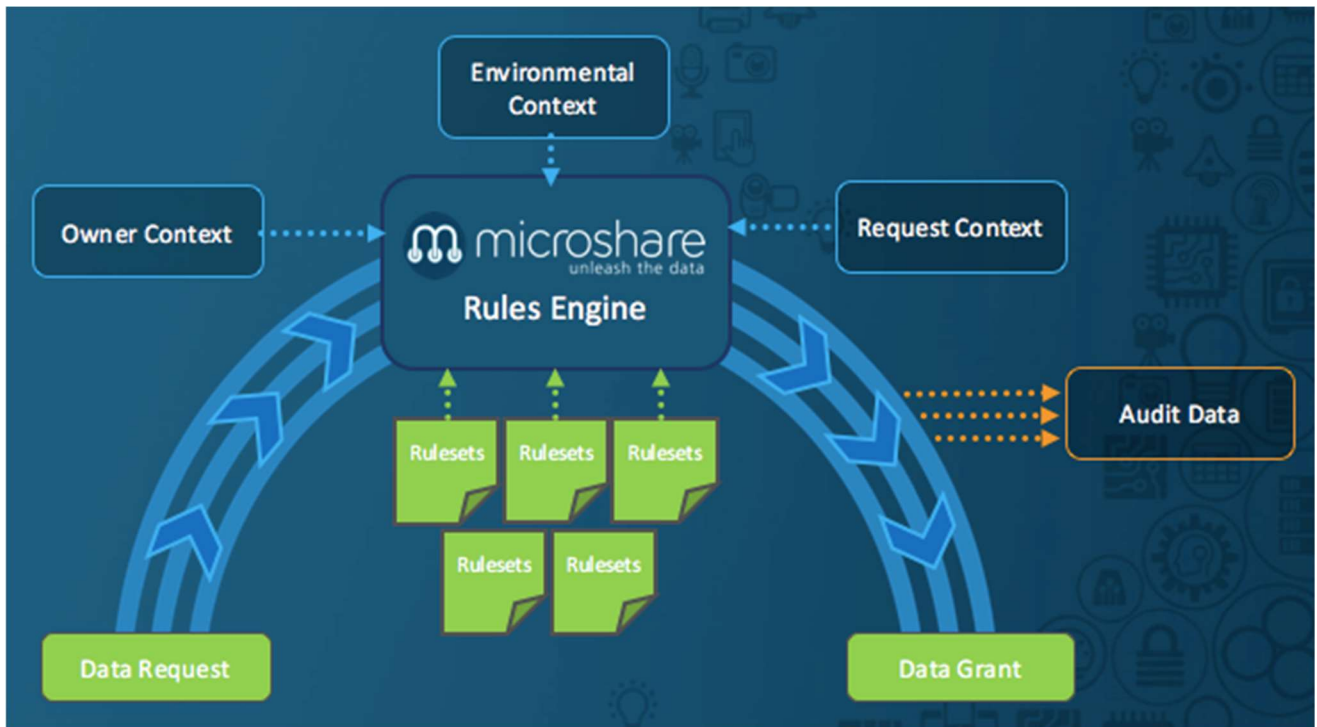 Environmental
Context
Owner Context
Request Context
microshare
unleash the data
Rules Engine
Audit Data
Rulesets
Rulesets
Rulesets
Rulesets
Rulesets
Data Request
Data Grant